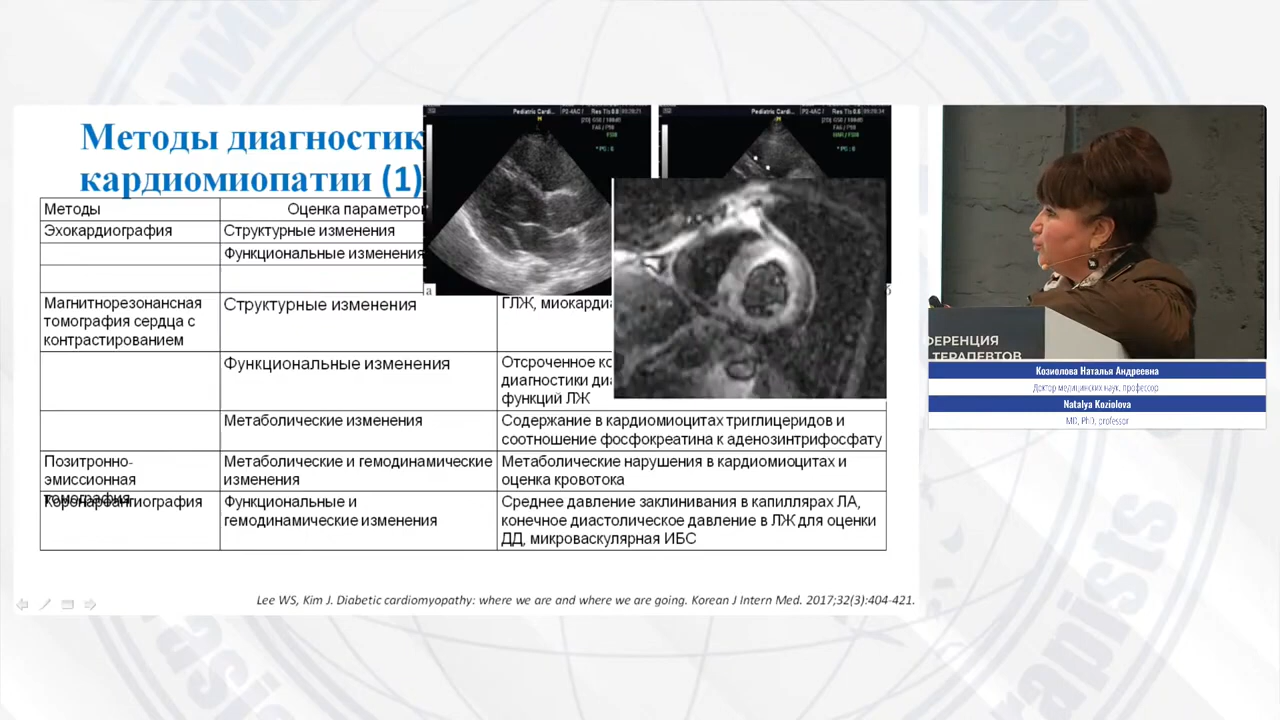 Методы диагностик
кардиомиопатии (1)
Методы
Оценка параметро
Эхокардиография
Структурные изменения
Функциональные изменения
Магнитнорезонансная
томография сердца с
контрастированием
Структурные изменения
ГЛЖ, миокарди
Функциональные изменения
Отсроченное ко
диагностики ди
функций ЛЖ
Метаболические изменения
Содержание в кардиомиоцитах триглицеридов и
соотношение фосфокреатина к аденозинтрифосфату
Позитронно-
эмиссионная
томография
Метаболические и гемодинамические
изменения
Метаболические нарушения в кардиомиоцитах и
оценка кровотока
Коронароангиография
Функциональные и
гемодинамические изменения
Среднее давление заклинивания в капиллярах ЛА,
конечное диастолическое давление в ЛЖ для оценки
ДД, микроваскулярная ИБС
Pediatric Cardi...
Pediatric Cardi...
а
б
Lee WS, Kim J. Diabetic cardiomyopathy: where we are and where we are going. Korean J Intern Med. 2017;32(3):404-421.
ФЕРЕНЦИЯ
ТЕРАПЕВТОВ
Козиолова Наталья Андреевна
Доктор медицинских наук, профессор
Natalya Koziolova
MD, PhD, professor